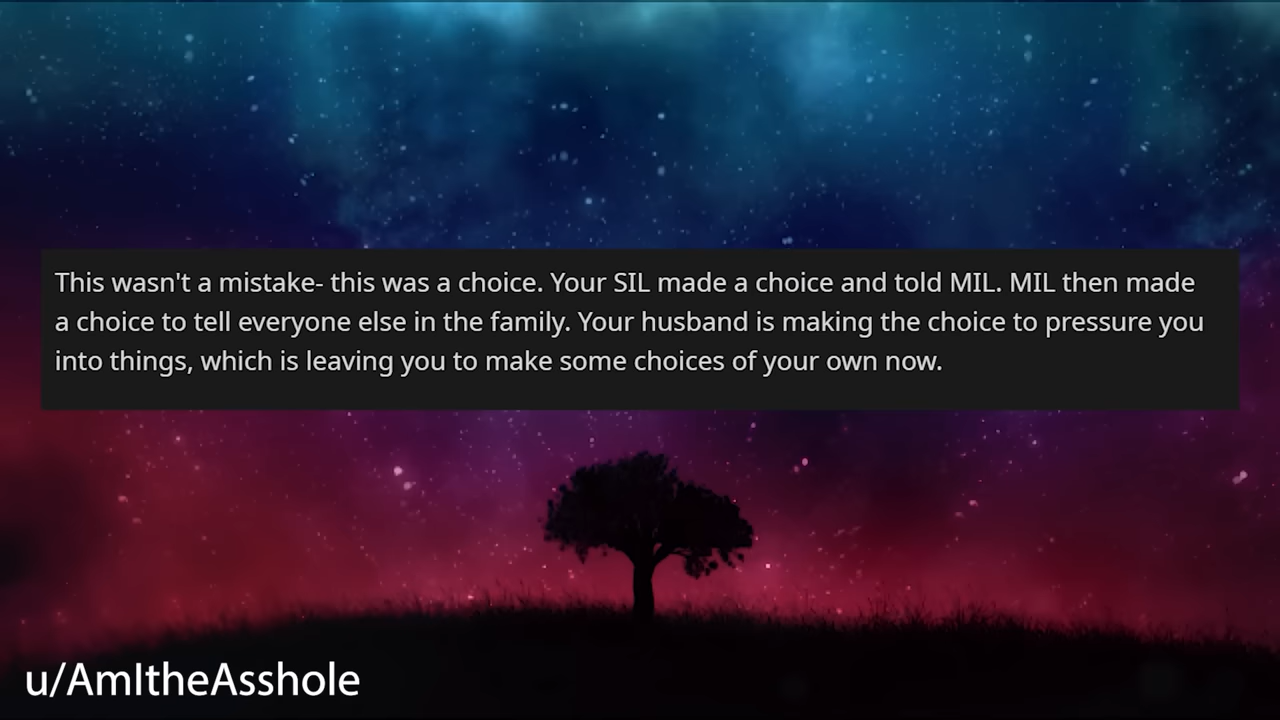 This wasn't a mistake- this was a choice. Your SIL made a choice and told MIL. MIL then made
a choice to tell everyone else in the family. Your husband is making the choice to pressure you
into things, which is leaving you to make some choices of your own now.
u/AmItheAsshole